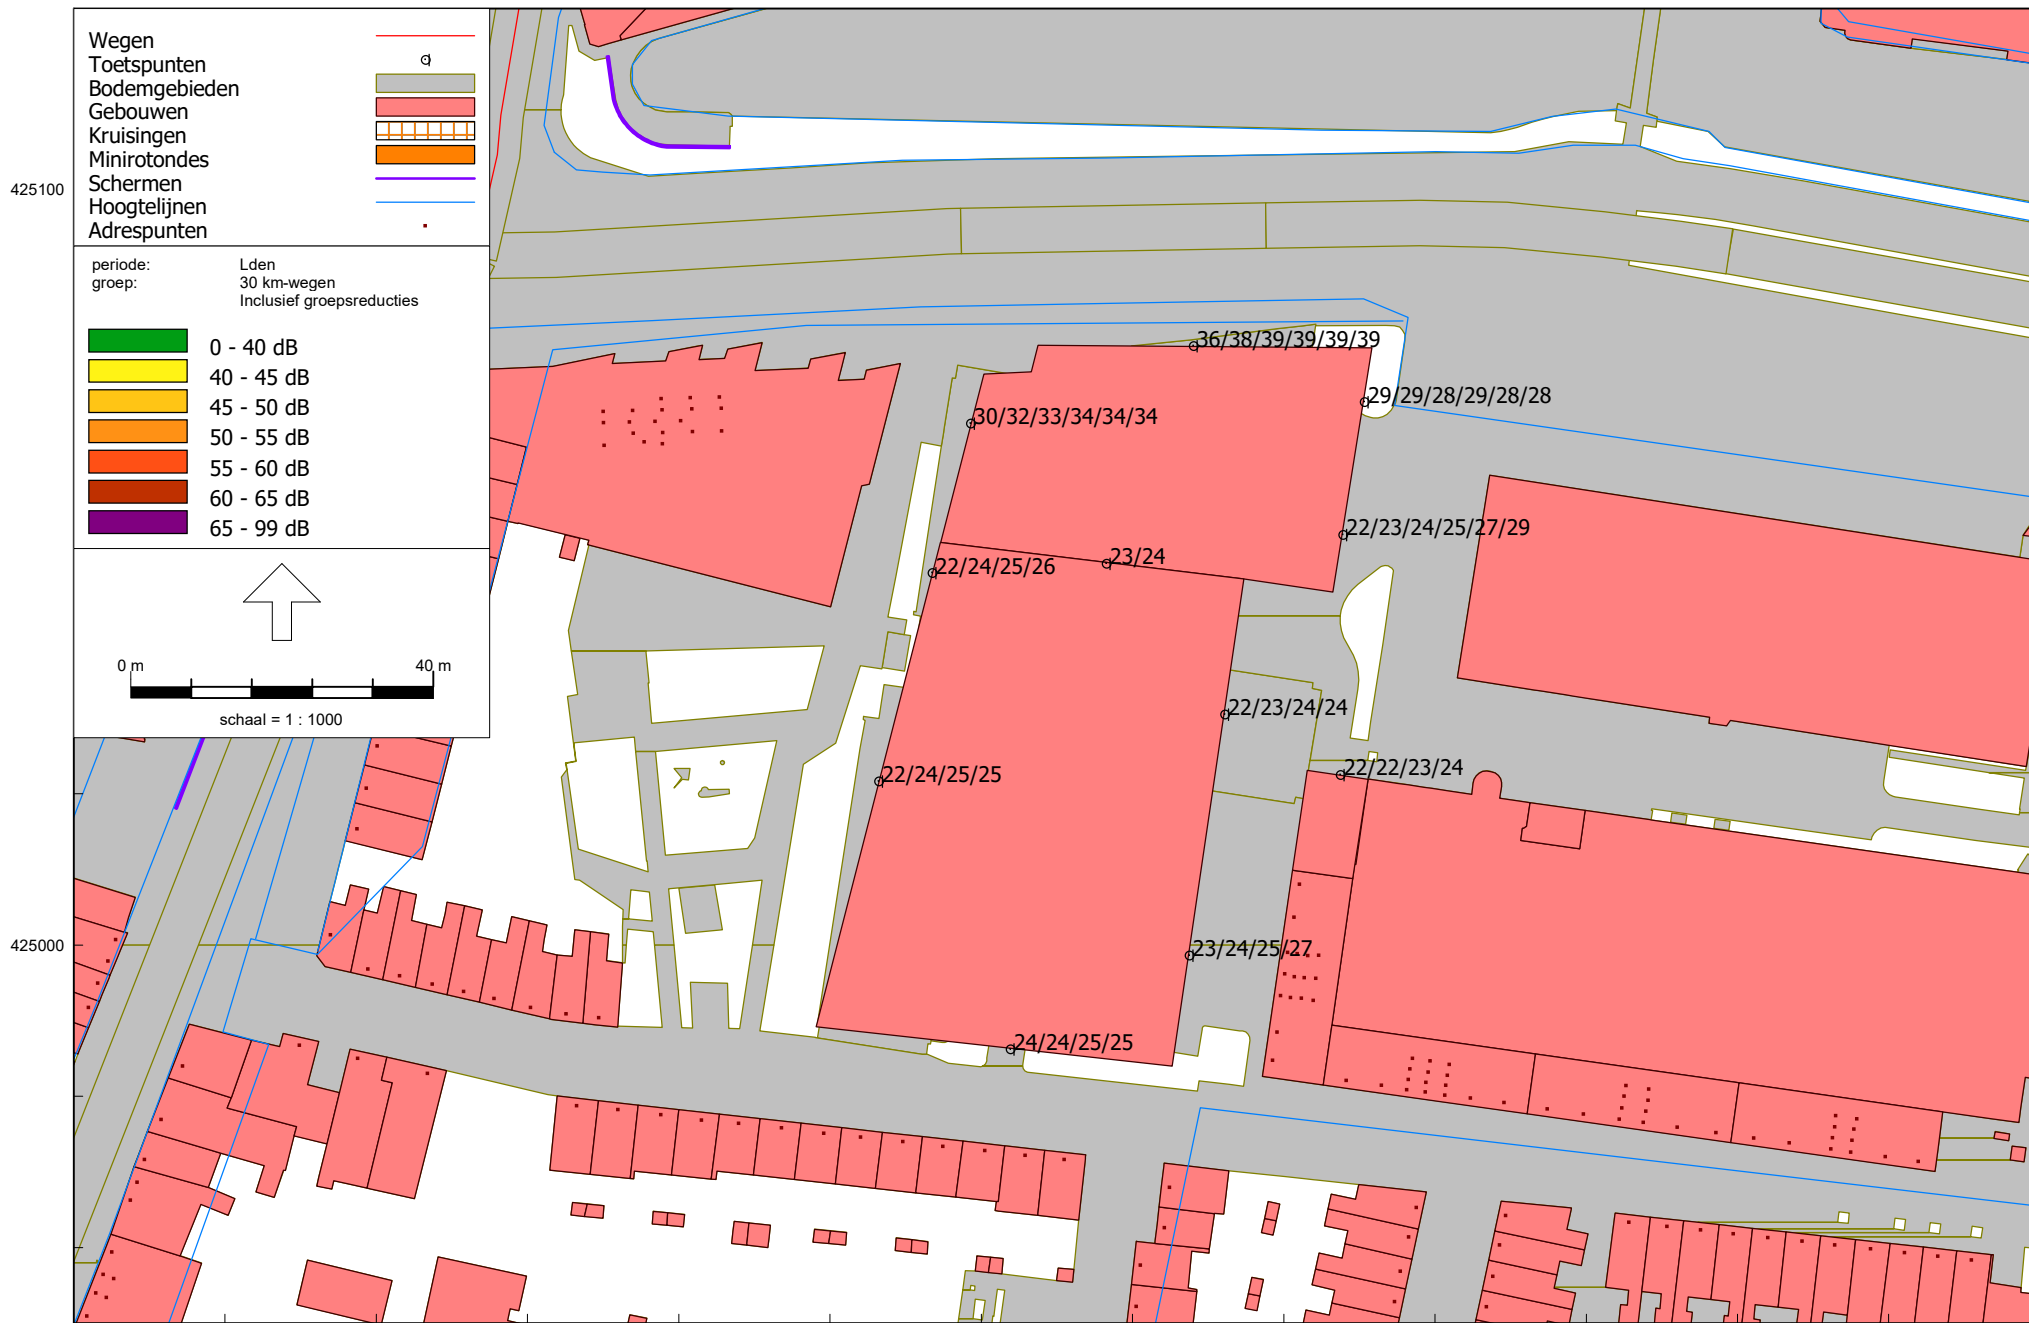 Wegen
Toetspunten
Bodemgebieden
Gebouwen
Kruisingen
Minirotondes
Schermen
Hoogtelijnen
Adrespunten
periode: Lden
groep: 30 km-wegen
Inclusief groepsreducties
0 - 40 dB
40 - 45 dB
45 - 50 dB
50 - 55 dB
55 - 60 dB
60 - 65 dB
65 - 99 dB
0 m 40 m
schaal = 1 : 1000
425100
425000
36/38/39/39/39/39
29/29/28/29/28/28
30/32/33/34/34/34
22/23/24/25/27/29
23/24
22/24/25/26
22/23/24/24
22/22/23/24
22/24/25/25
23/24/25/27
24/24/25/25